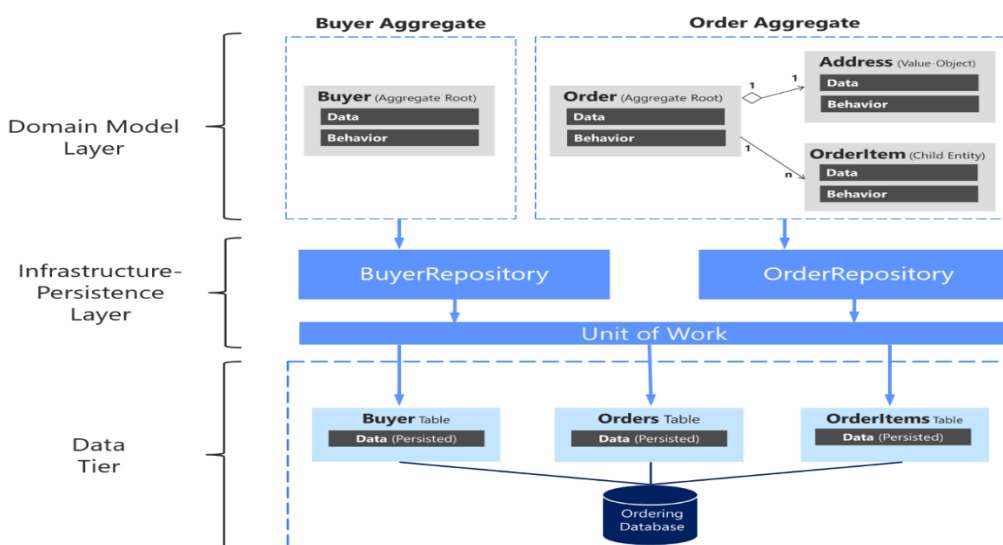 Buyer Aggregate
Order Aggregate
Domain Model
Layer
Buyer (Aggregate Root)
Data
Behavior
Order (Aggregate Root)
Data
Behavior
1
1
1
n
Address (Value-Object)
Data
Behavior
OrderItem (Child Entity)
Data
Behavior
Infrastructure-
Persistence
Layer
BuyerRepository
OrderRepository
Unit of Work
Data
Tier
Buyer Table
Data (Persisted)
Orders Table
Data (Persisted)
OrderItems Table
Data (Persisted)
Ordering
Database